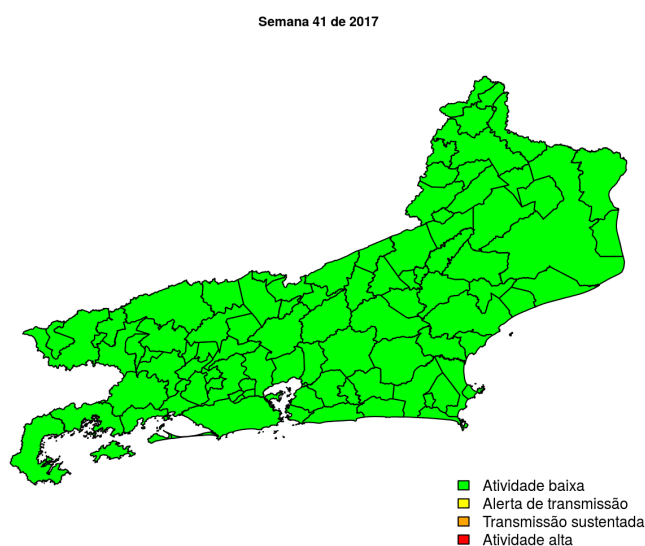 Semana 41 de 2017
Atividade baixa
Alerta de transmissão
Transmissão sustentada
Atividade alta